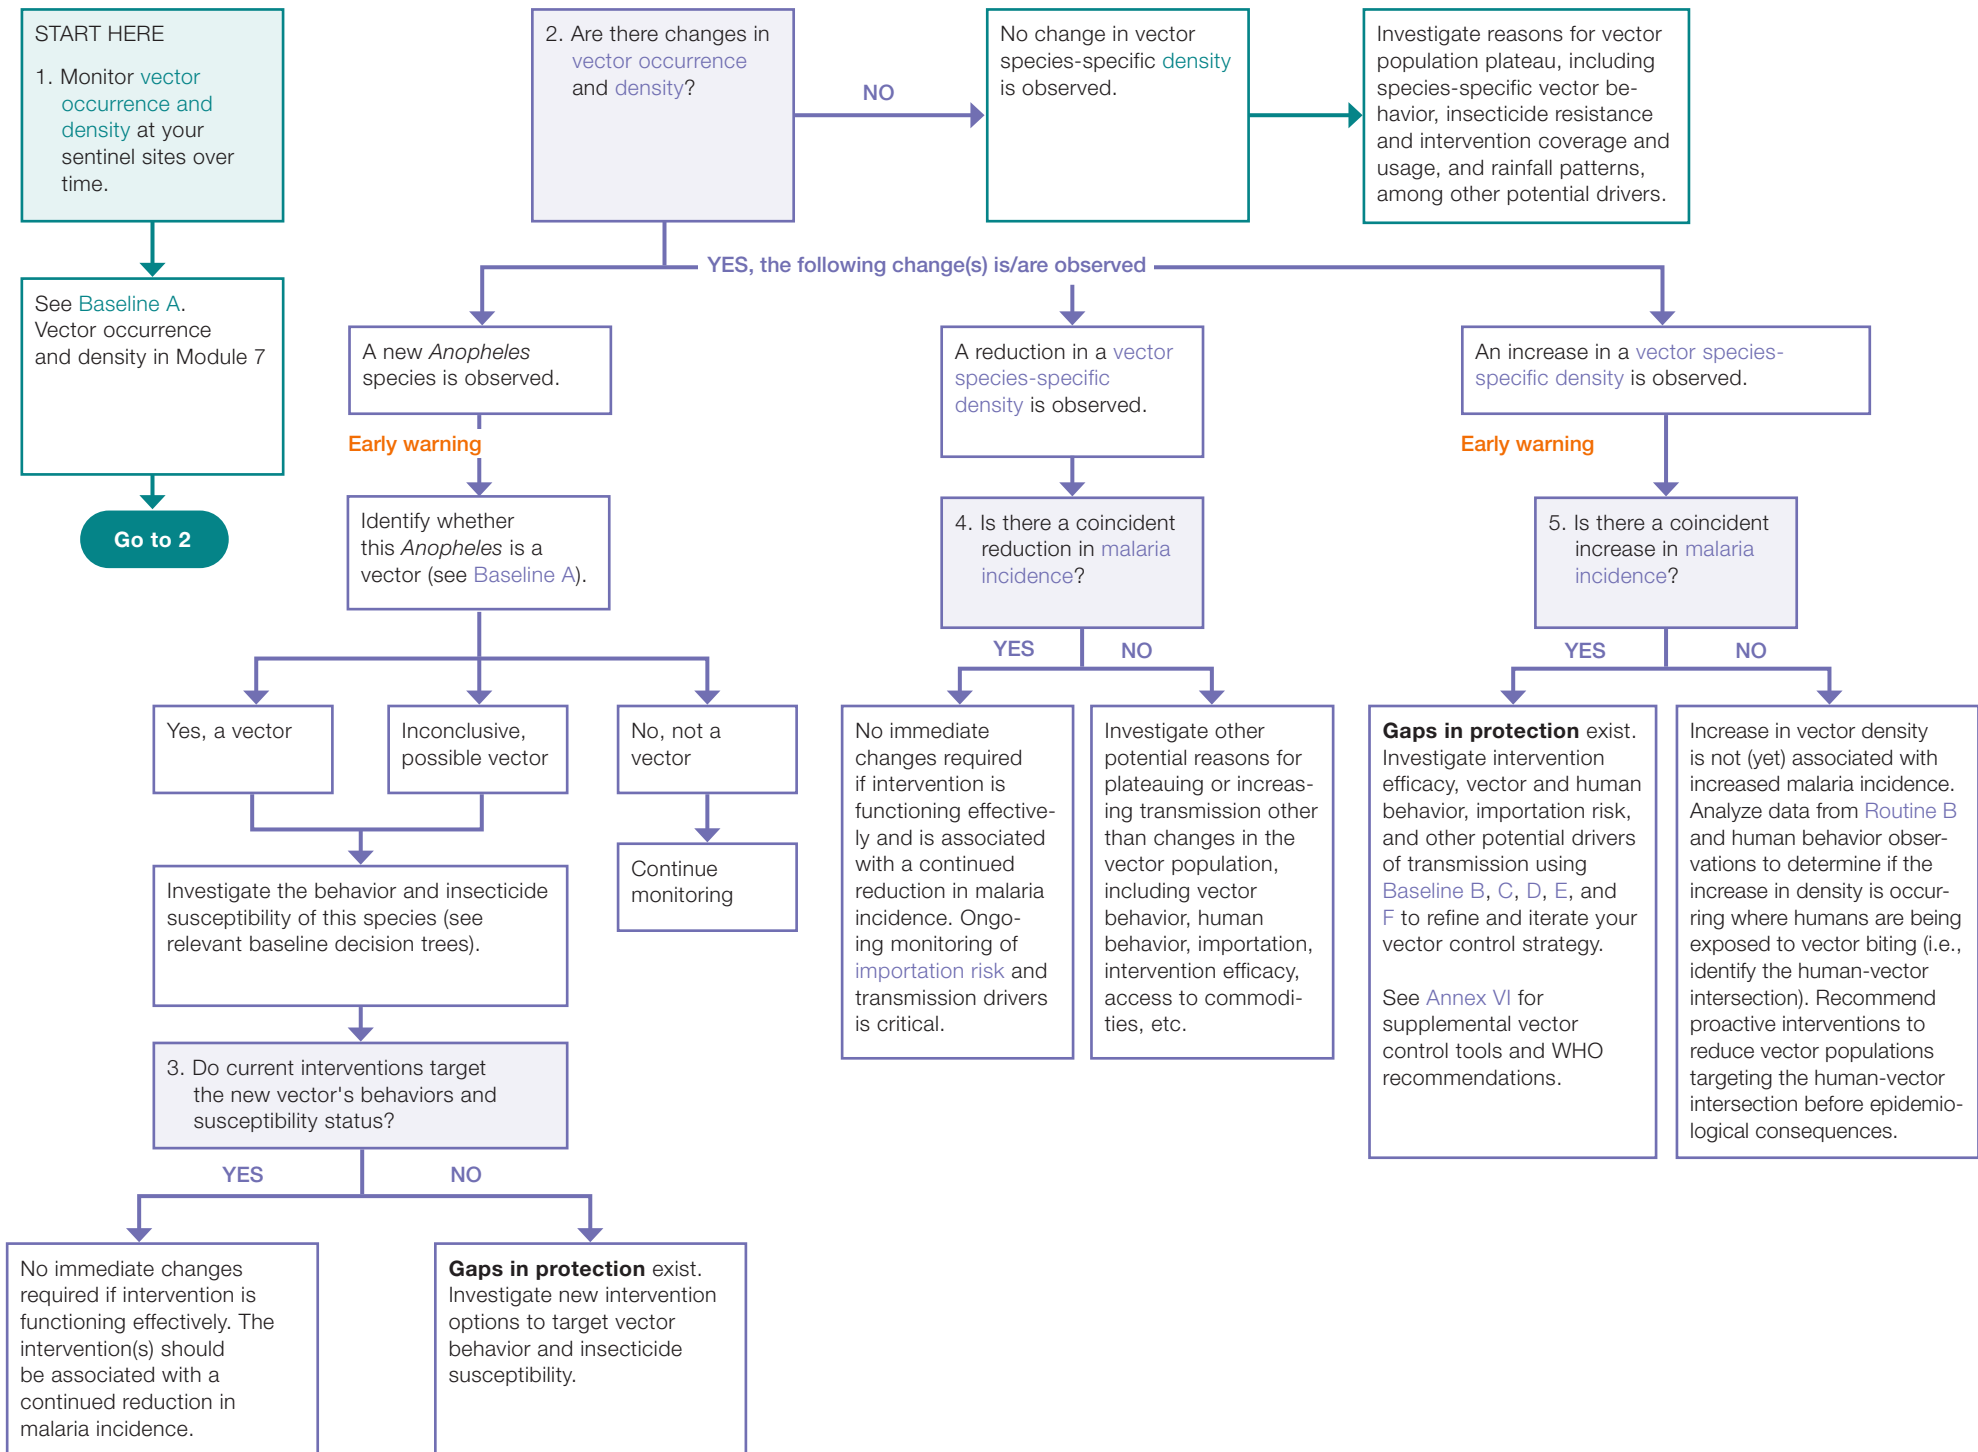 START HERE
1. Monitor vector
occurrence and
density at your
sentinel sites over
time.
See Baseline A.
Vector occurrence
and density in Module 7
Go to 2
2. Are there changes in
vector occurrence
and density?
NO
No change in vector
species-specific density
is observed.
Investigate reasons for vector
population plateau, including
species-specific vector be-
havior, insecticide resistance
and intervention coverage and
usage, and rainfall patterns,
among other potential drivers.
YES, the following change(s) is/are observed
A new Anopheles
species is observed.
Early warning
Identify whether
this Anopheles is a
vector (see Baseline A).
Yes, a vector
Inconclusive,
possible vector
No, not a
vector
Continue
monitoring
Investigate the behavior and insecticide
susceptibility of this species (see
relevant baseline decision trees).
3. Do current interventions target
the new vector's behaviors and
susceptibility status?
YES
NO
No immediate changes
required if intervention is
functioning effectively. The
intervention(s) should
be associated with a
continued reduction in
malaria incidence.
Gaps in protection exist.
Investigate new intervention
options to target vector
behavior and insecticide
susceptibility.
A reduction in a vector
species-specific
density is observed.
4. Is there a coincident
reduction in malaria
incidence?
YES
NO
No immediate
changes required
if intervention is
functioning effective-
ly and is associated
with a continued
reduction in malaria
incidence. Ongo-
ing monitoring of
importation risk and
transmission drivers
is critical.
Investigate other
potential reasons for
plateauing or increas-
ing transmission other
than changes in the
vector population,
including vector
behavior, human
behavior, importation,
intervention efficacy,
access to commodi-
ties, etc.
An increase in a vector species-
specific density is observed.
Early warning
5. Is there a coincident
increase in malaria
incidence?
YES
NO
Gaps in protection exist.
Investigate intervention
efficacy, vector and human
behavior, importation risk,
and other potential drivers
of transmission using
Baseline B, C, D, E, and
F to refine and iterate your
vector control strategy.
See Annex VI for
supplemental vector
control tools and WHO
recommendations.
Increase in vector density
is not (yet) associated with
increased malaria incidence.
Analyze data from Routine B
and human behavior obser-
vations to determine if the
increase in density is occur-
ring where humans are being
exposed to vector biting (i.e.,
identify the human-vector
intersection). Recommend
proactive interventions to
reduce vector populations
targeting the human-vector
intersection before epidemio-
logical consequences.